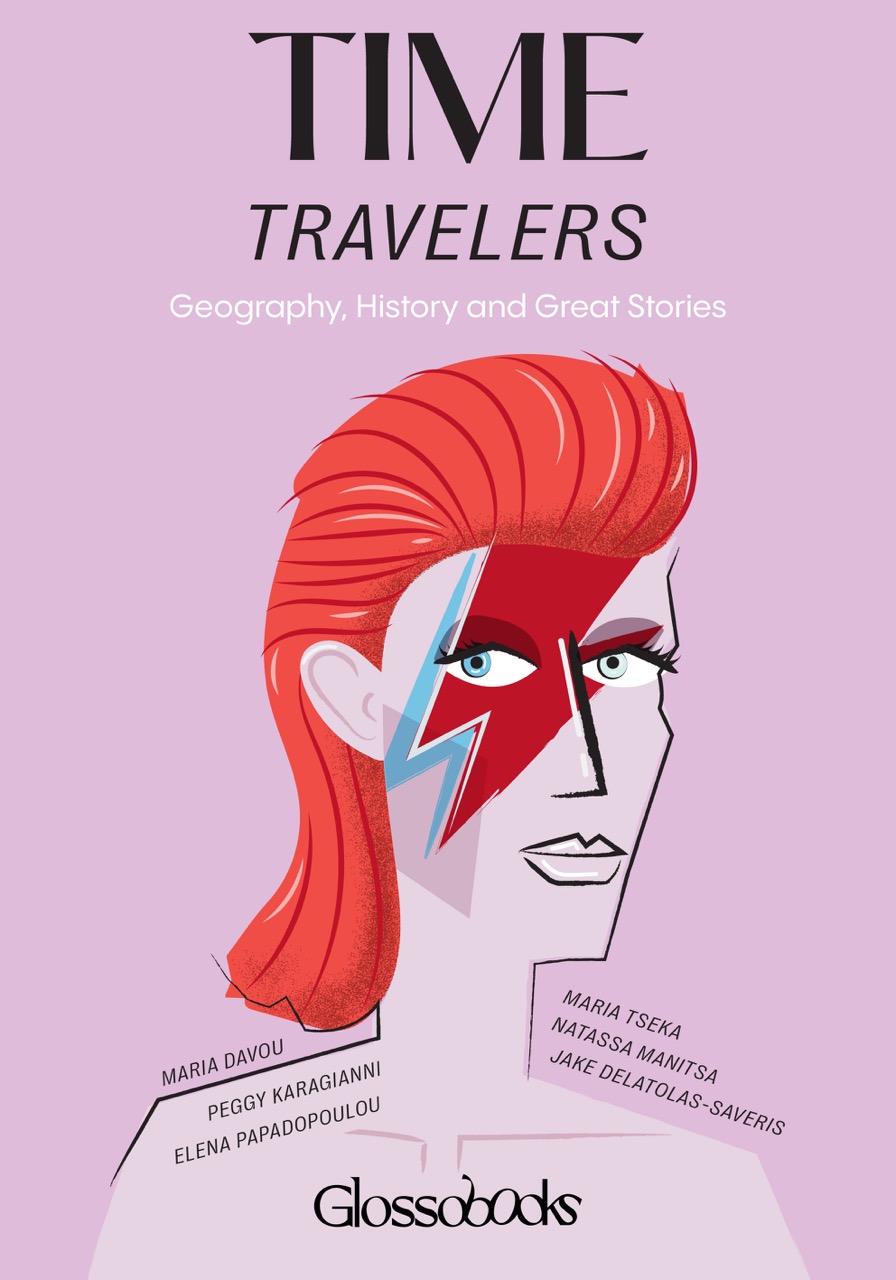 TIME
TRAVELERS
Geography, History and Great Stories
MARIA DAVOU
PEGGY KARAGIANNI
ELENA PAPADOPOULOU
MARIA TSEKA
NATASSA MANITSA
JAKE DELATOLAS-SAVERIS
Glossobooks